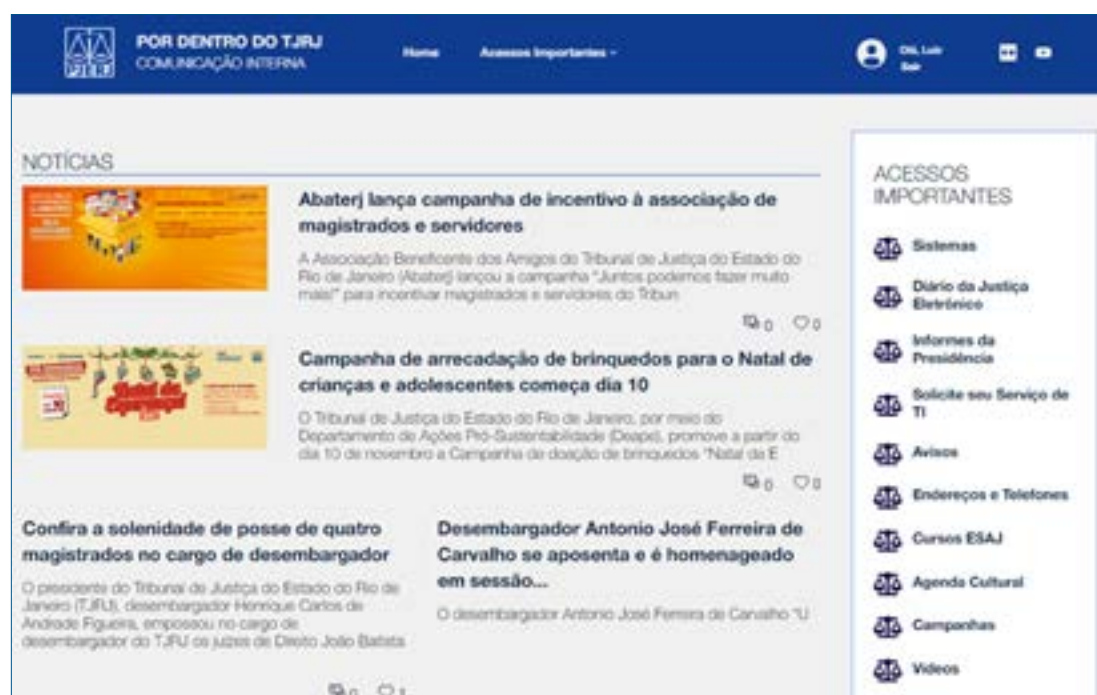 POR DENTRO DO TJRJ
COMUNICAÇÃO INTERNA
PJERJ
Home
Acessos Importantes
Olá, Luir
Sair
NOTÍCIAS
Abaterj lança campanha de incentivo à associação de
magistrados e servidores
A Associação Beneficente dos Amigos do Tribunal de Justiça do Estado do
Rio de Janeiro (Abaterj) lançou a campanha "Juntos podemos fazer muito
mais!" para incentivar magistrados e servidores do Tribun
0 0
Campanha de arrecadação de brinquedos para o Natal de
crianças e adolescentes começa dia 10
O Tribunal de Justiça do Estado do Rio de Janeiro, por meio do
Departamento de Ações Pró-Sustentabilidade (Deape), promove a partir do
dia 10 de novembro a Campanha de doação de brinquedos "Natal da E
0 0
Confira a solenidade de posse de quatro
magistrados no cargo de desembargador
O presidente do Tribunal de Justiça do Estado do Rio de
Janeiro (TJRJ), desembargador Henrique Carlos de
Andrade Figueira, empossou no cargo de
desembargador do TJRJ os juízes de Direito João Batista
0 1
Desembargador Antonio José Ferreira de
Carvalho se aposenta e é homenageado
em sessão...
O desembargador Antonio José Ferreira de Carvalho "U
ACESSOS
IMPORTANTES
Sistemas
Diário da Justiça
Eletrônico
Informes da
Presidência
Solicite seu Serviço de
TI
Avisos
Endereços e Telefones
Cursos ESAJ
Agenda Cultural
Campanhas
Vídeos